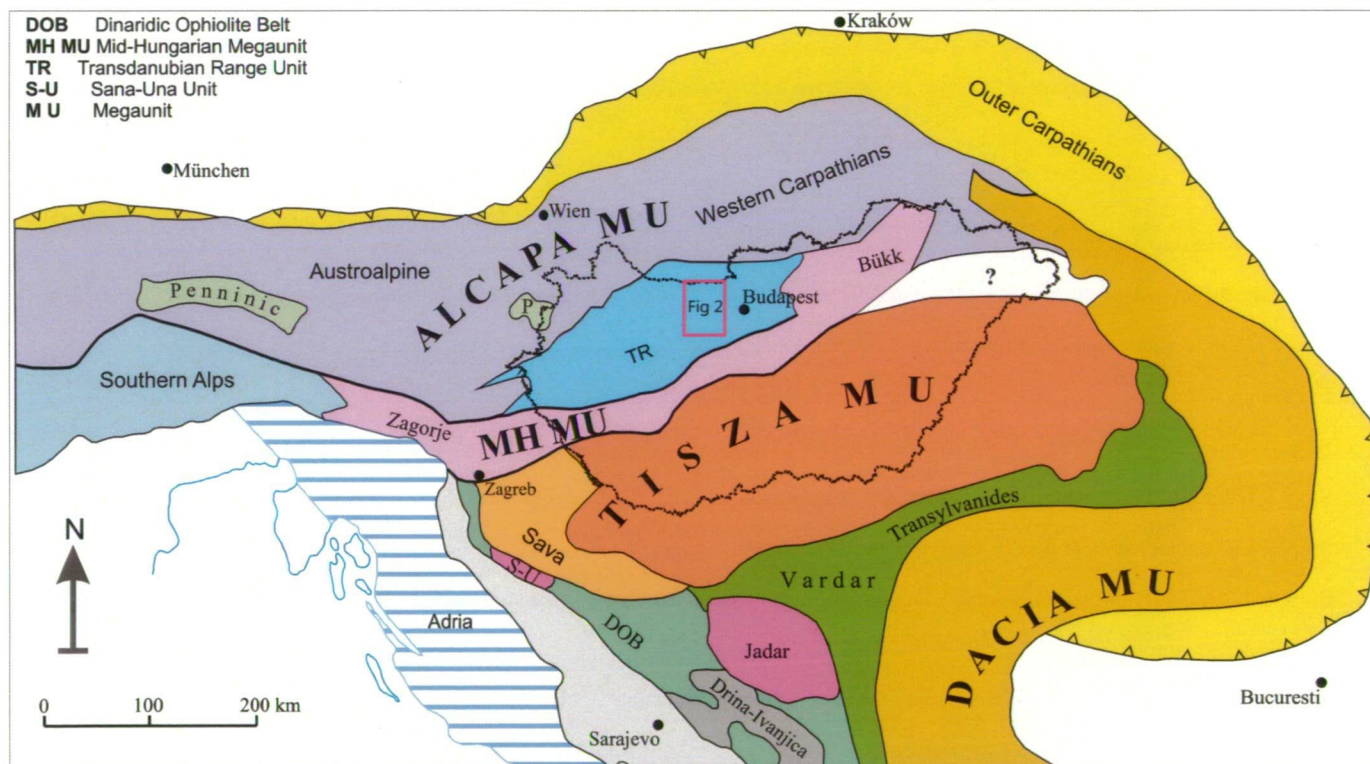 DOB Dinaridic Ophiolite Belt
MH MU Mid-Hungarian Megaunit
TR Transdanubian Range Unit
S-U Sana-Una Unit
M U Megaunit
Kraków
Outer Carpathians
München
Western Carpathians
Wien
ALCAPA MU
Austroalpine
Bükk
?
Penninic
P.
Fig 2
Budapest
TR
Southern Alps
TISZA MU
Zagorje
MH MU
Zagreb
Transylvanides
Sava
N
S-U
Vardar
DACIA MU
Adria
DOB
Jadar
Drina-Ivanjica
Bucuresti
0 100 200 km
Sarajevo